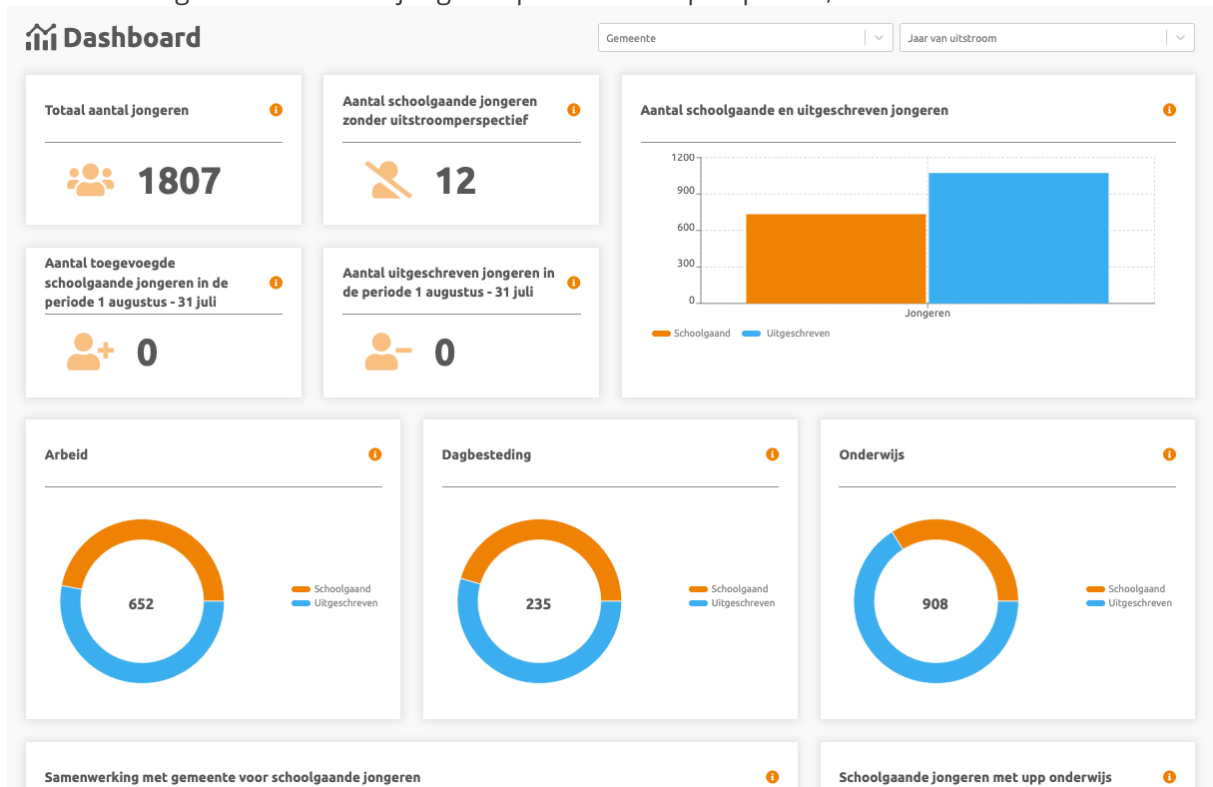 Dashboard
Gemeente
Jaar van uitstroom
Totaal aantal jongeren
1807
Aantal schoolgaande jongeren
zonder uitstroomperspectief
12
Aantal schoolgaande en uitgeschreven jongeren
1200
900
600
300
0
Jongeren
Schoolgaand
Uitgeschreven
Aantal toegevoegde
schoolgaande jongeren in de
periode 1 augustus - 31 juli
0
Aantal uitgeschreven jongeren in
de periode 1 augustus - 31 juli
0
Arbeid
652
Schoolgaand
Uitgeschreven
Dagbesteding
235
Schoolgaand
Uitgeschreven
Onderwijs
908
Schoolgaand
Uitgeschreven
Samenwerking met gemeente voor schoolgaande jongeren
Schoolgaande jongeren met upp onderwijs